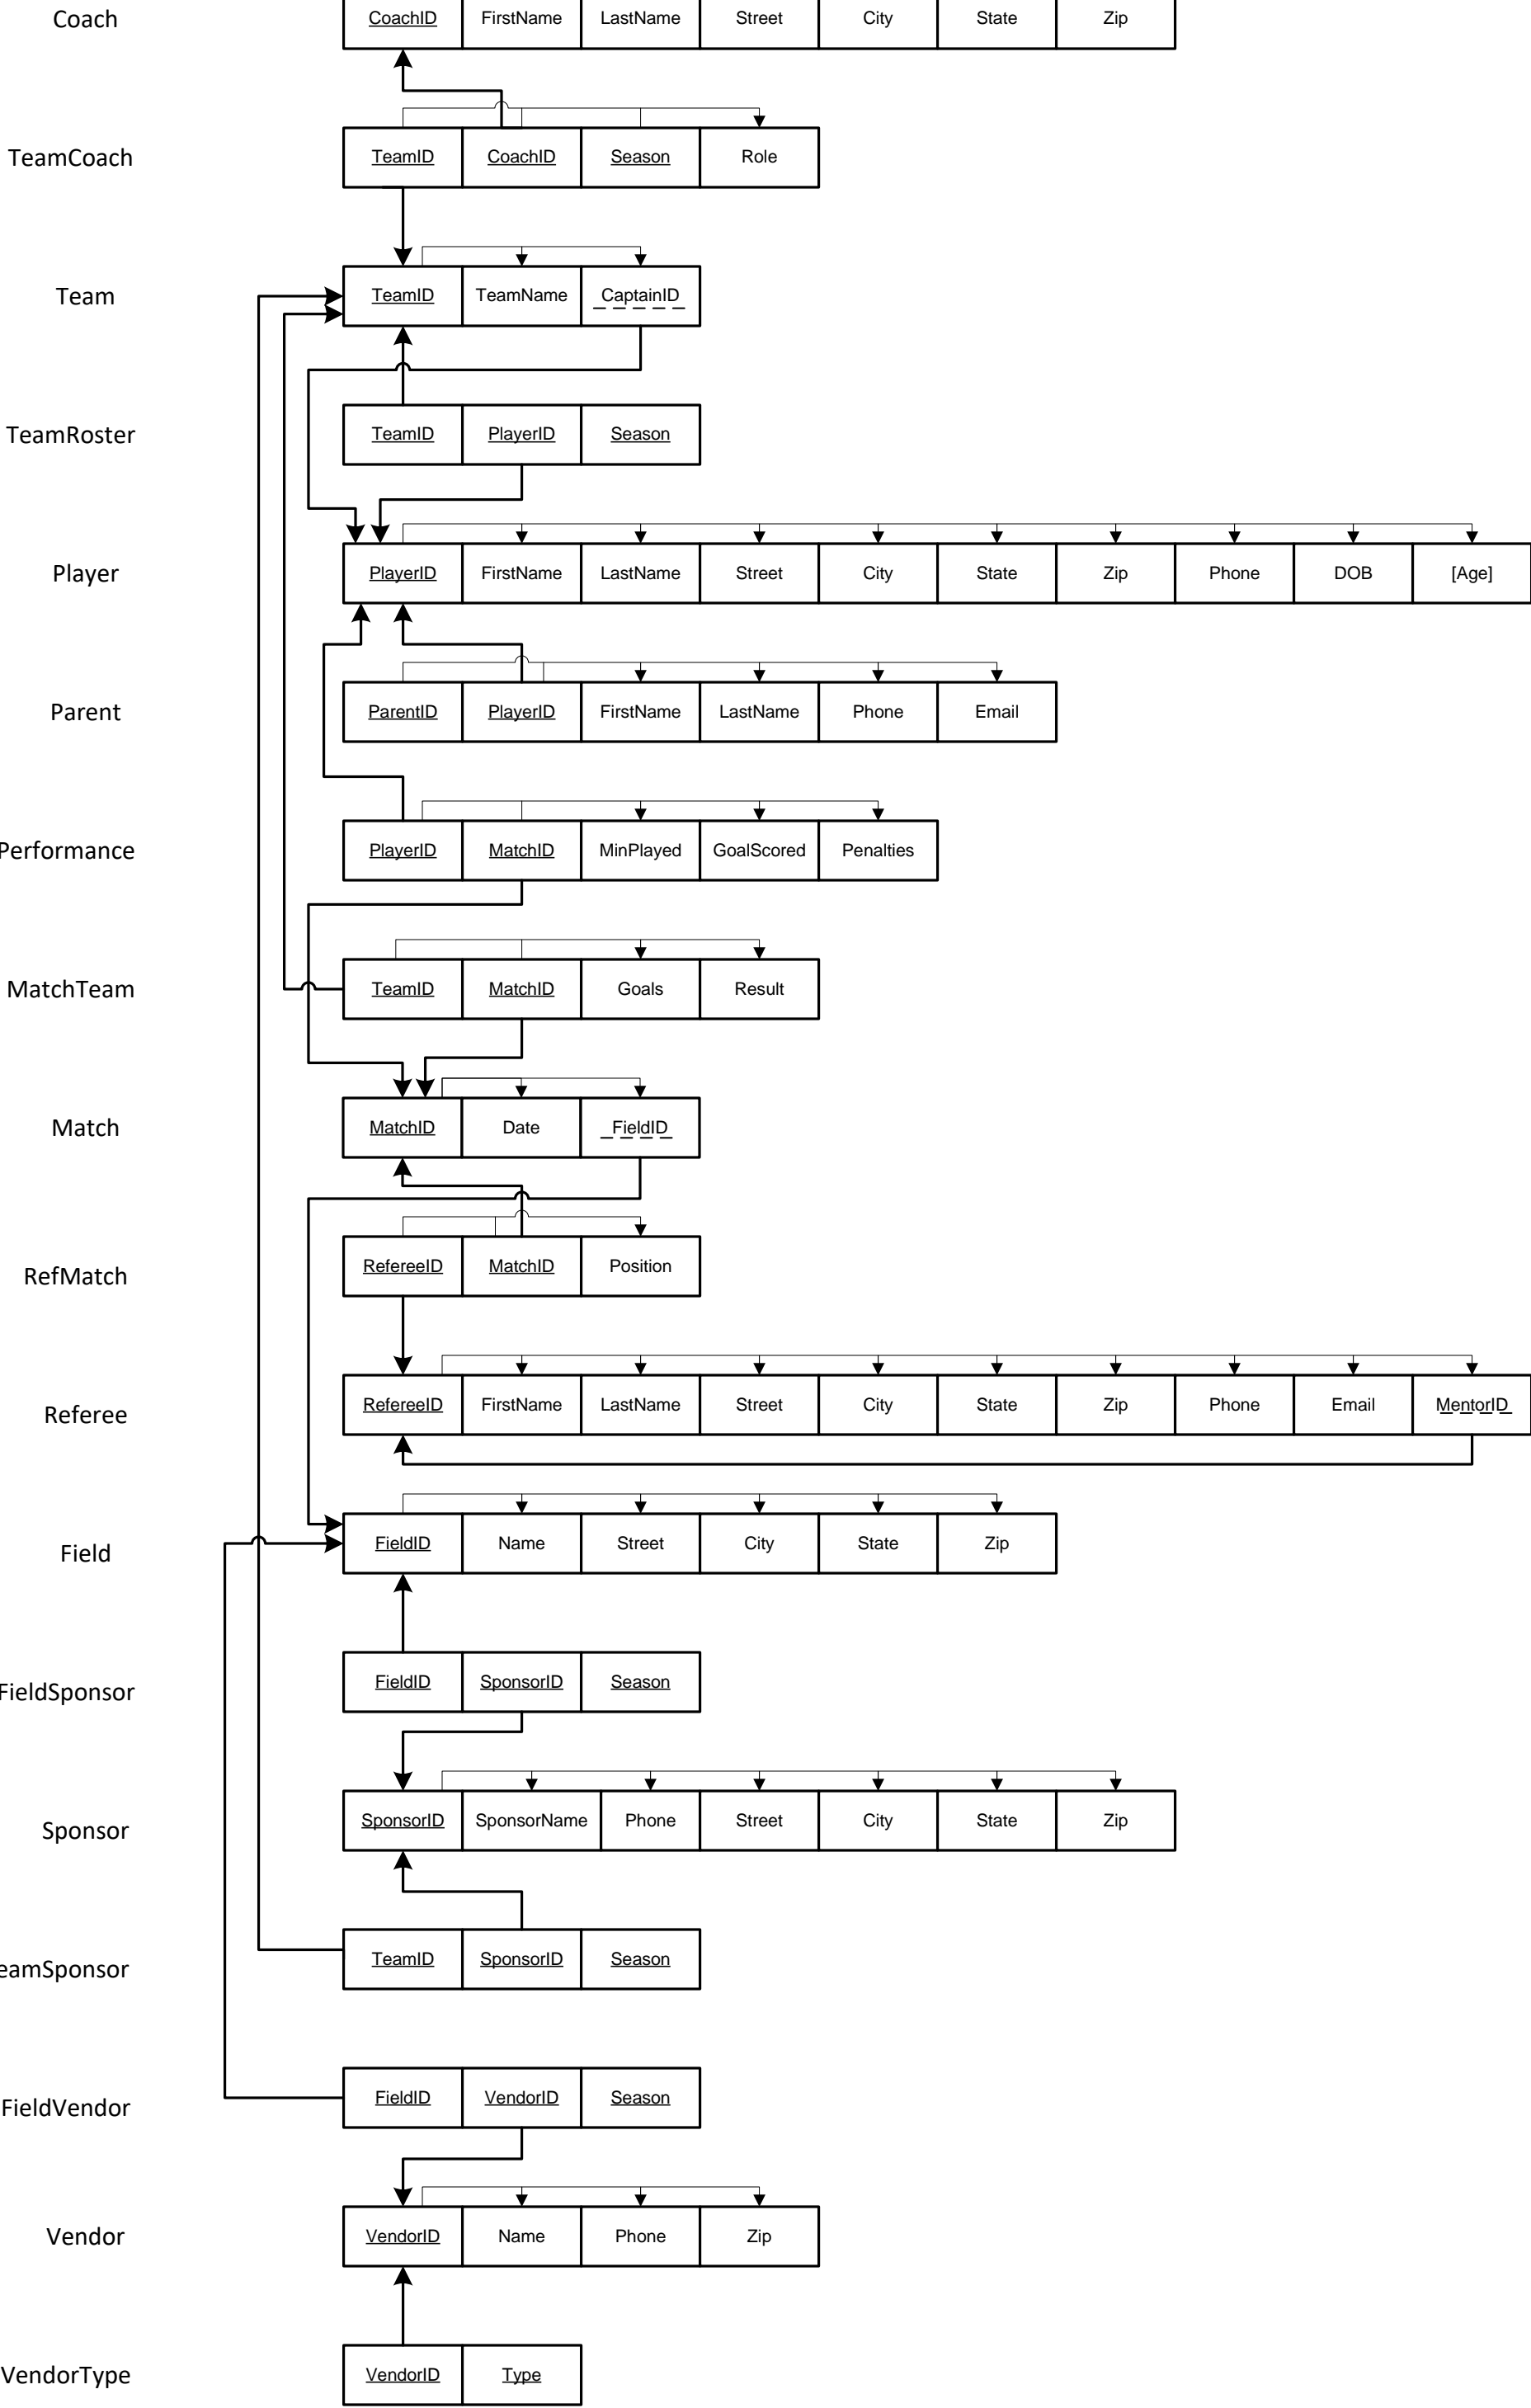 Coach CoachID FirstName LastName Street City State Zip
TeamCoach TeamID CoachID Season Role
Team TeamID TeamName CaptainID
TeamRoster TeamID PlayerID Season
Player PlayerID FirstName LastName Street City State Zip Phone DOB [Age]
Parent ParentID PlayerID FirstName LastName Phone Email
Performance PlayerID MatchID MinPlayed GoalScored Penalties
MatchTeam TeamID MatchID Goals Result
Match MatchID Date FieldID
RefMatch RefereeID MatchID Position
Referee RefereeID FirstName LastName Street City State Zip Phone Email MentorID
Field FieldID Name Street City State Zip
FieldSponsor FieldID SponsorID Season
Sponsor SponsorID SponsorName Phone Street City State Zip
eamSponsor TeamID SponsorID Season
FieldVendor FieldID VendorID Season
Vendor VendorID Name Phone Zip
VendorType VendorID Type